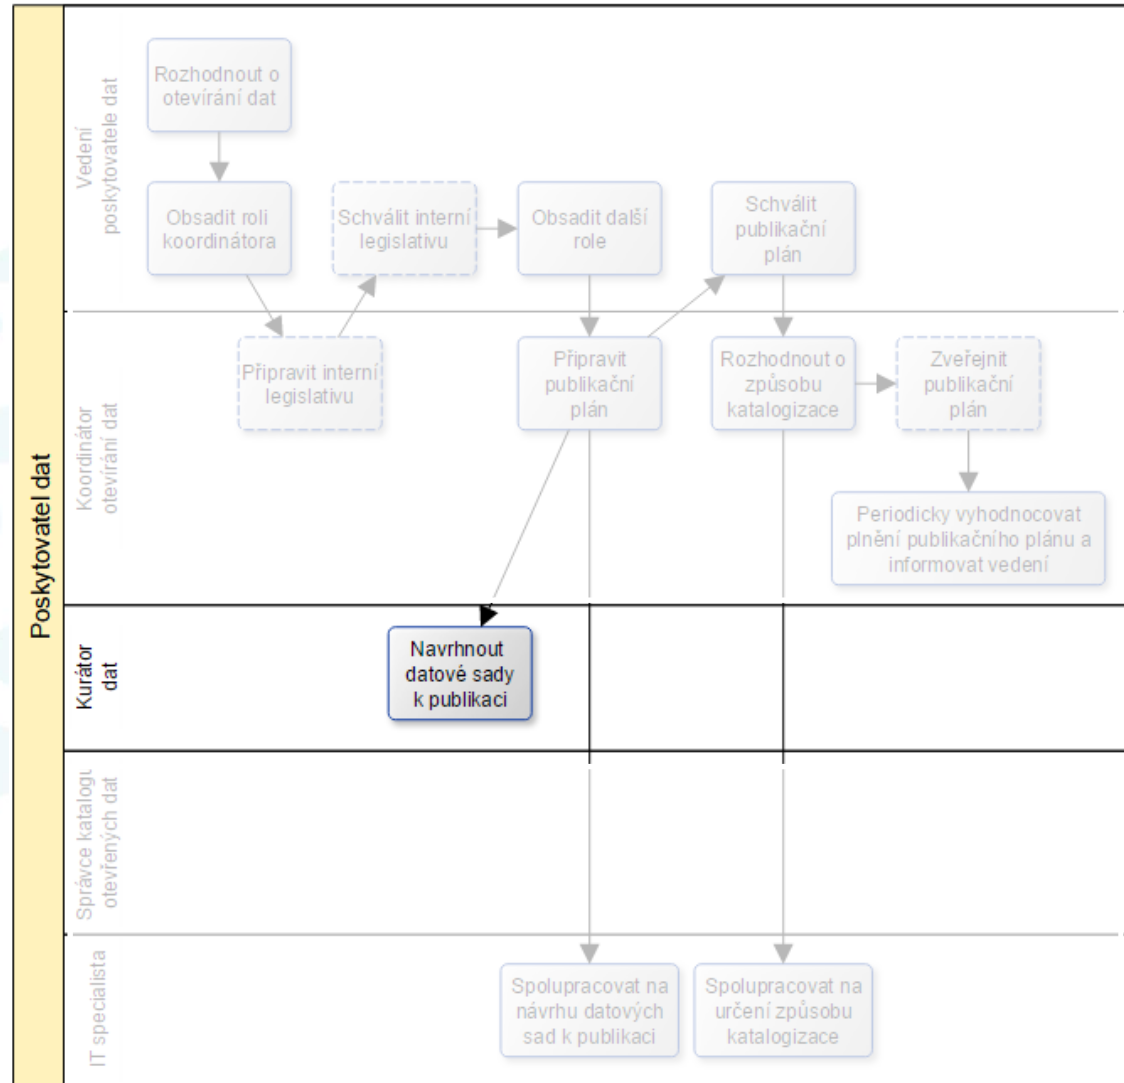 Poskytovatel dat
Vedení
poskytovatele dat
Rozhodnout o
otevírání dat
Obsadit roli
koordinátora
Schválit interní
legislativu
Obsadit další
role
Schválit
publikační
plán
Koordinátor
otevírání dat
Připravit interní
legislativu
Připravit
publikační
plán
Rozhodnout o
způsobu
katalogizace
Zveřejnit
publikační
plán
Periodicky vyhodnocovat
plnění publikačního plánu a
informovat vedení
Kurátor
dat
Navrhnout
datové sady
k publikaci
Správce katalogu
otevřených dat
IT specialista
Spolupracovat na
návrhu datových
sad k publikaci
Spolupracovat na
určení způsobu
katalogizace